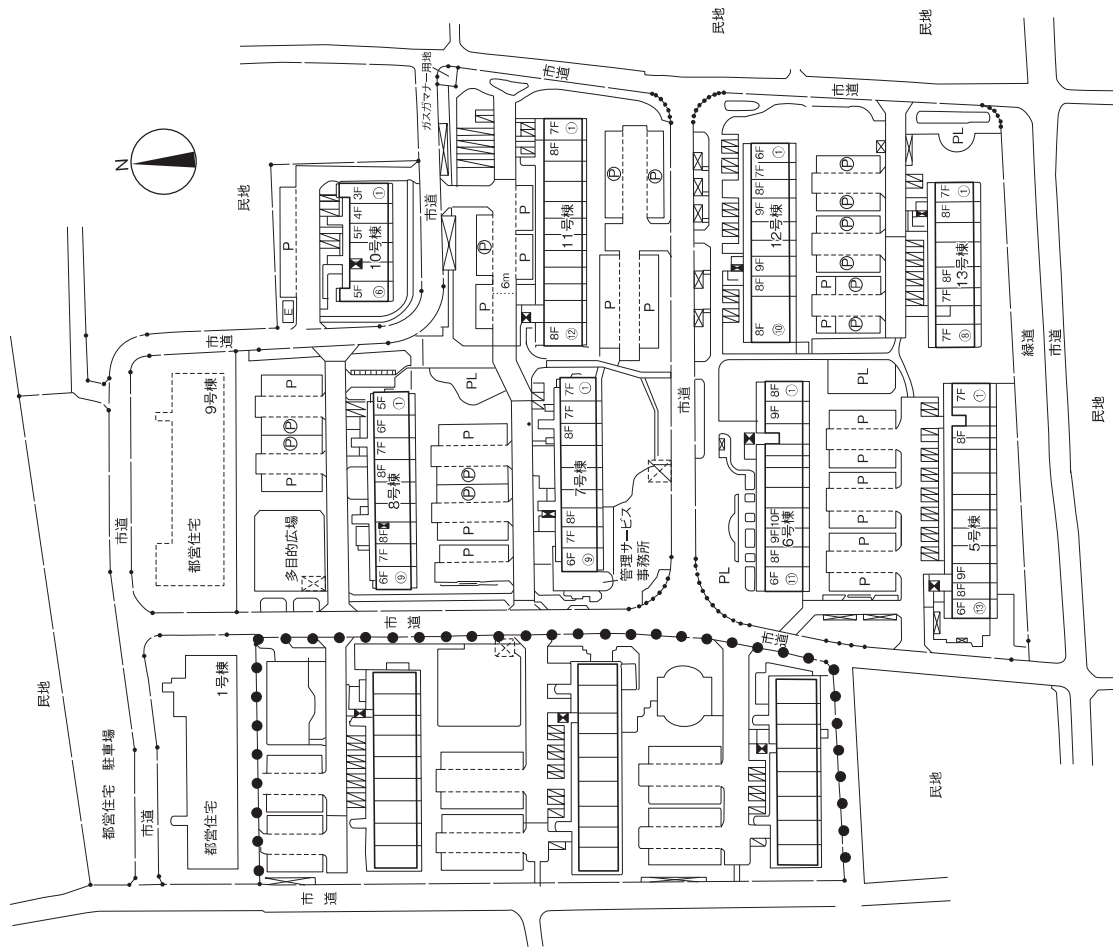 民地
民地
民地
N
市道
市道
ガスガバナー用地
民地
P
E
3F
4F
5F
5F
①
⑥
10号棟
市道
市道
市道
民地
都営住宅 駐車場
市道
都営住宅
1号棟
都営住宅
9号棟
多目的広場
P
P
P
P
5F
6F
7F
8F
8F
7F
6F
①
⑨
8号棟
PL
P
P
P
P
P
P
P
P
P
P
6m
7F
8F
8F
①
⑫
11号棟
P
P
P
P
7F
7F
8F
8F
7F
6F
①
⑨
7号棟
管理サービス
事務所
市道
市道
市道
市道
PL
8F
9F
10F
9F
8F
6F
①
⑪
6号棟
6F
7F
8F
9F
9F
8F
8F
①
⑩
12号棟
P
P
P
P
P
P
P
PL
P
P
P
P
P
PL
7F
8F
8F
7F
7F
①
⑧
13号棟
7F
8F
9F
8F
6F
①
⑬
5号棟
緑道
市道
民地
民地